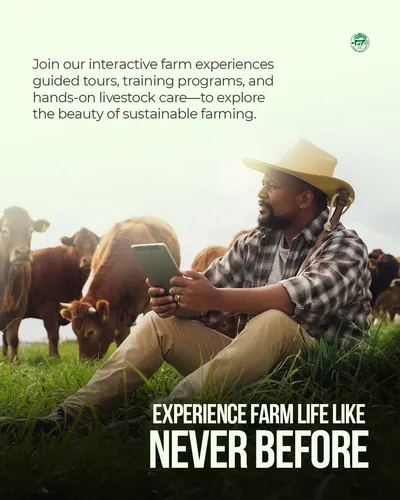 Join our interactive farm experiences
guided tours, training programs, and
hands-on livestock care—to explore
the beauty of sustainable farming.
EXPERIENCE FARM LIFE LIKE
NEVER BEFORE